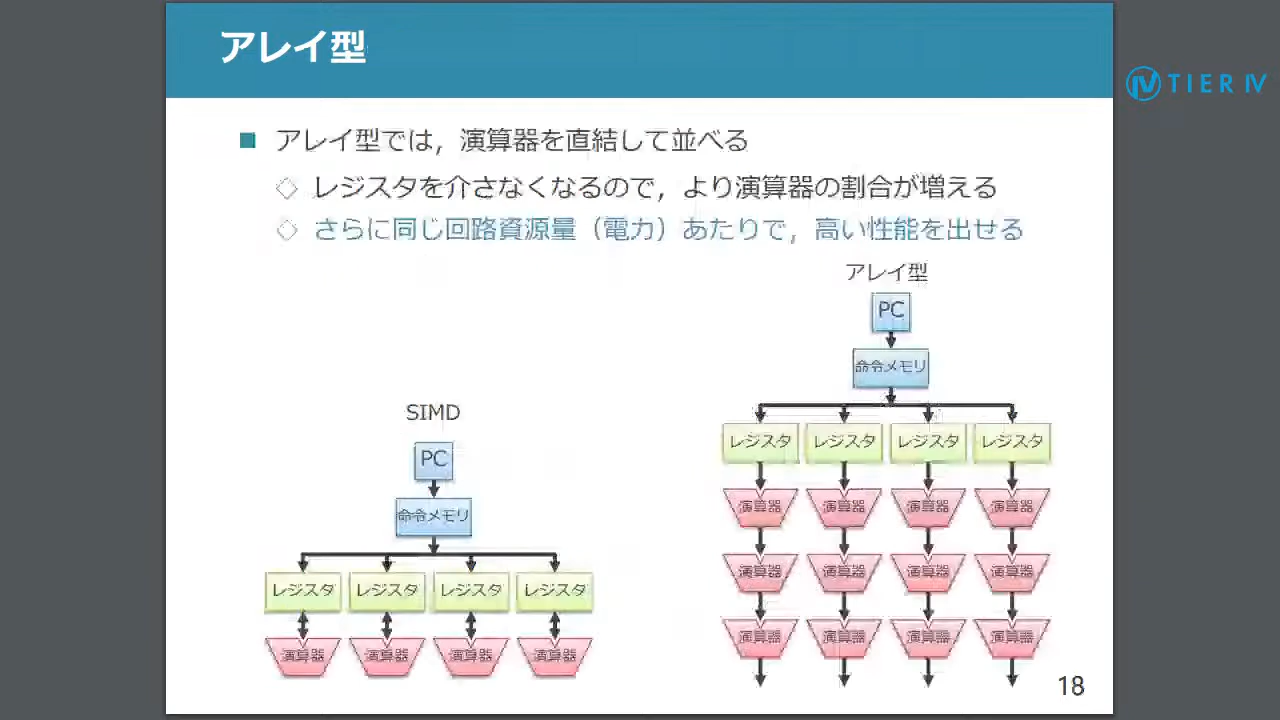 アレイ型
TIER IV
アレイ型では，演算器を直結して並べる
レジスタを介さなくなるので，より演算器の割合が増える
さらに同じ回路資源量（電力）あたりで，高い性能を出せる
SIMD
PC
命令メモリ
レジスタ レジスタ レジスタ レジスタ
演算器 演算器 演算器 演算器
アレイ型
PC
命令メモリ
レジスタ レジスタ レジスタ レジスタ
演算器 演算器 演算器 演算器
演算器 演算器 演算器 演算器
演算器 演算器 演算器 演算器
18